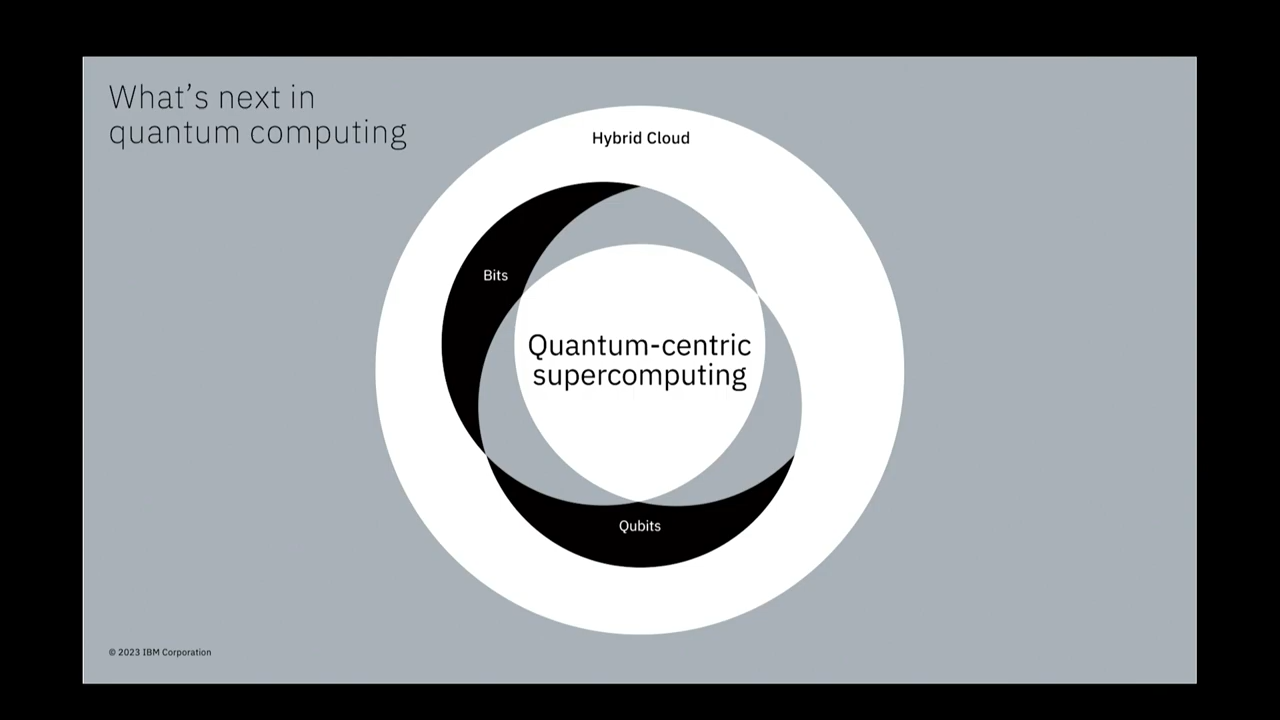 What’s next in
quantum computing
Hybrid Cloud
Bits
Quantum-centric
supercomputing
Qubits
© 2023 IBM Corporation